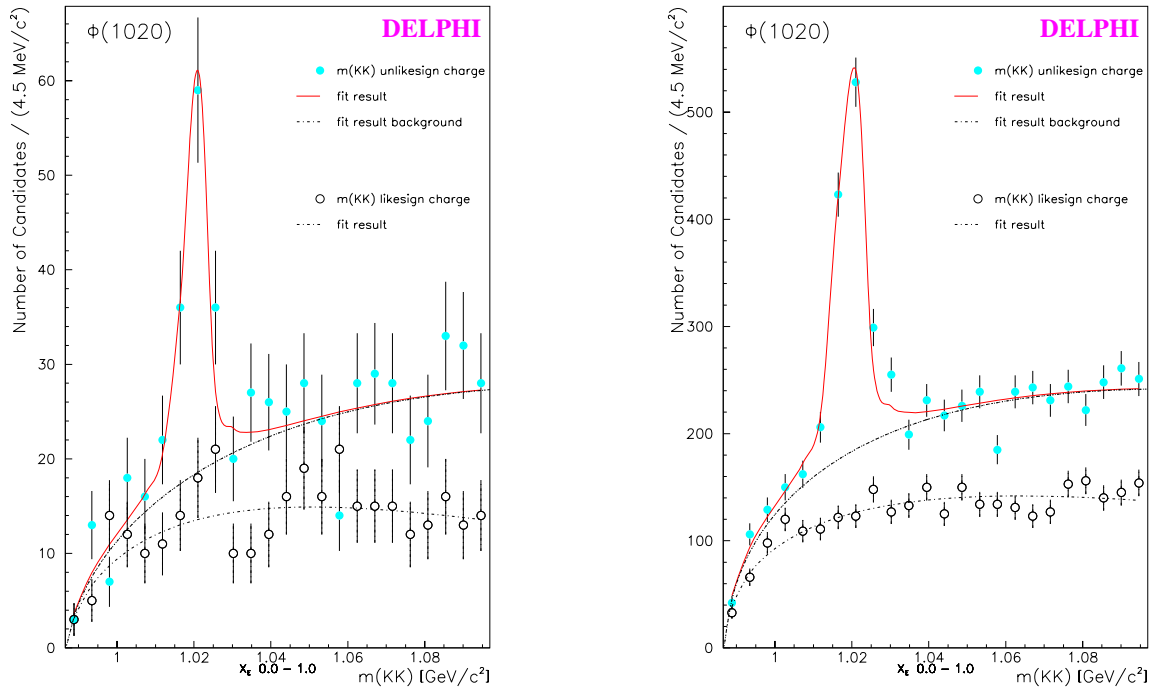 Φ(1020) DELPHI
m(KK) unlikesign charge
fit result
fit result background
m(KK) likesign charge
fit result
Number of Candidates / (4.5 MeV/c²)
0
10
20
30
40
50
60
1
1.02
1.04
1.06
1.08
X_E 0.0 – 1.0
m(KK) [GeV/c²]
Φ(1020) DELPHI
m(KK) unlikesign charge
fit result
fit result background
m(KK) likesign charge
fit result
Number of Candidates / (4.5 MeV/c²)
0
100
200
300
400
500
1
1.02
1.04
1.06
1.08
X_E 0.0 – 1.0
m(KK) [GeV/c²]